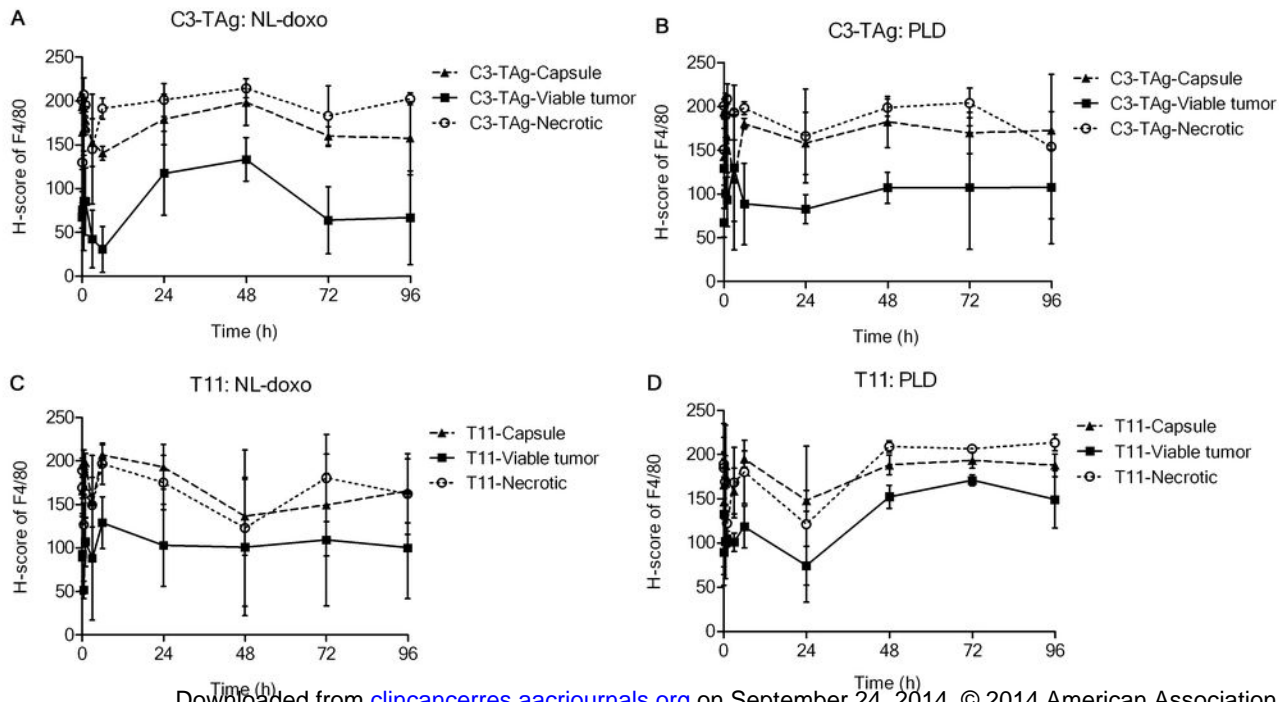 A
C3-TAg: NL-doxo
H-score of F4/80
250
200
150
100
50
0
0 24 48 72 96
Time (h)
C3-TAg-Capsule
C3-TAg-Viable tumor
C3-TAg-Necrotic
B
C3-TAg: PLD
H-score of F4/80
250
200
150
100
50
0
0 24 48 72 96
Time (h)
C3-TAg-Capsule
C3-TAg-Viable tumor
C3-TAg-Necrotic
C
T11: NL-doxo
H-score of F4/80
250
200
150
100
50
0
0 24 48 72 96
Time (h)
T11-Capsule
T11-Viable tumor
T11-Necrotic
D
T11: PLD
H-score of F4/80
250
200
150
100
50
0
0 24 48 72 96
Time (h)
T11-Capsule
T11-Viable tumor
T11-Necrotic
Downloaded from clincancerres.aacrjournals.org on September 24, 2014. © 2014 American Association